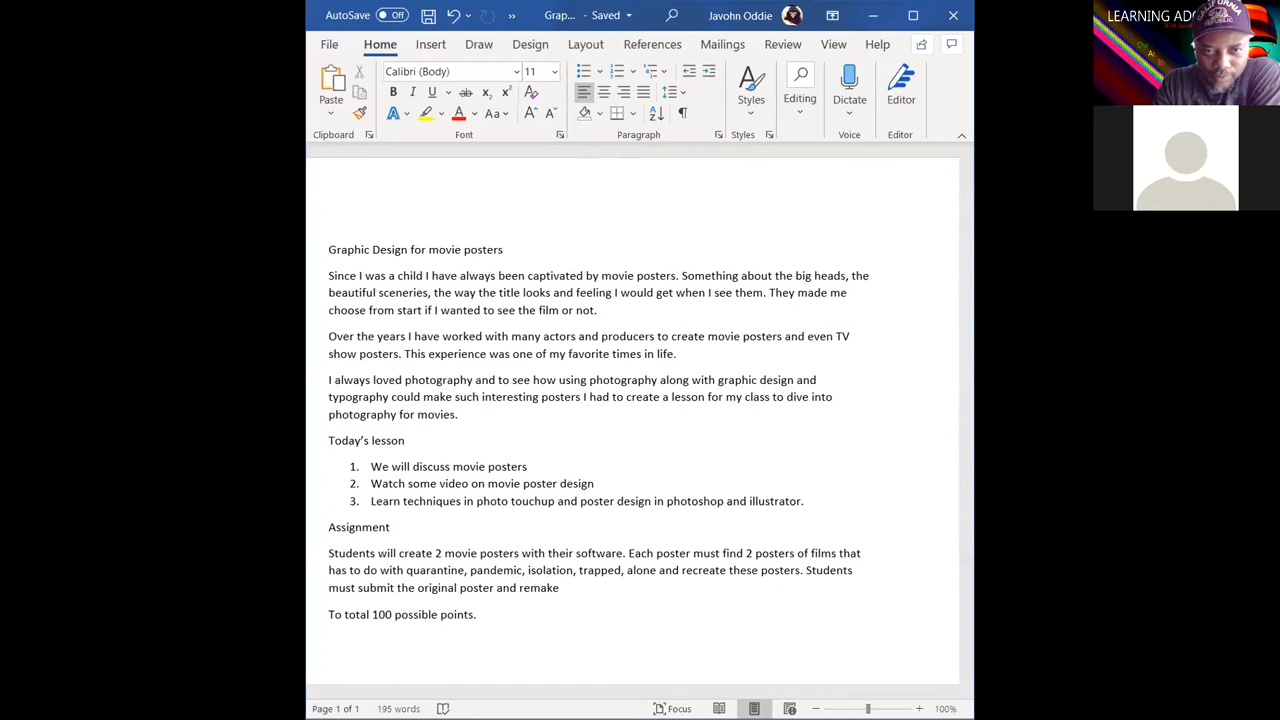 AutoSave Off Grap... - Saved Javohn Oddie
LEARNING AD
CALIFORNIA
REPUBLIC
File Home Insert Draw Design Layout References Mailings Review View Help
Calibri (Body) 11
Paste Styles Editing Dictate Editor
Clipboard Font Paragraph Styles Voice Editor
Graphic Design for movie posters
Since I was a child I have always been captivated by movie posters. Something about the big heads, the
beautiful sceneries, the way the title looks and feeling I would get when I see them. They made me
choose from start if I wanted to see the film or not.
Over the years I have worked with many actors and producers to create movie posters and even TV
show posters. This experience was one of my favorite times in life.
I always loved photography and to see how using photography along with graphic design and
typography could make such interesting posters I had to create a lesson for my class to dive into
photography for movies.
Today's lesson
1. We will discuss movie posters
2. Watch some video on movie poster design
3. Learn techniques in photo touchup and poster design in photoshop and illustrator.
Assignment
Students will create 2 movie posters with their software. Each poster must find 2 posters of films that
has to do with quarantine, pandemic, isolation, trapped, alone and recreate these posters. Students
must submit the original poster and remake
To total 100 possible points.
Page 1 of 1 195 words Focus 100%